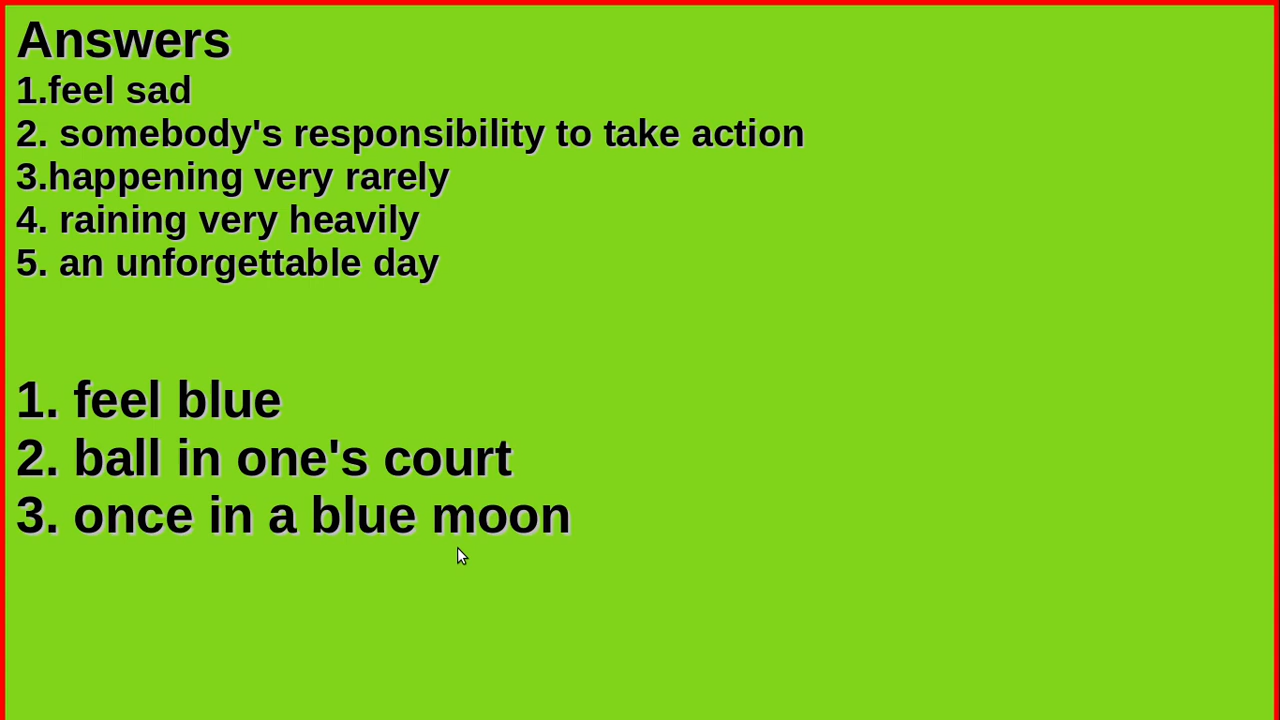 Answers
1.feel sad
2. somebody's responsibility to take action
3.happening very rarely
4. raining very heavily
5. an unforgettable day
1. feel blue
2. ball in one's court
3. once in a blue moon